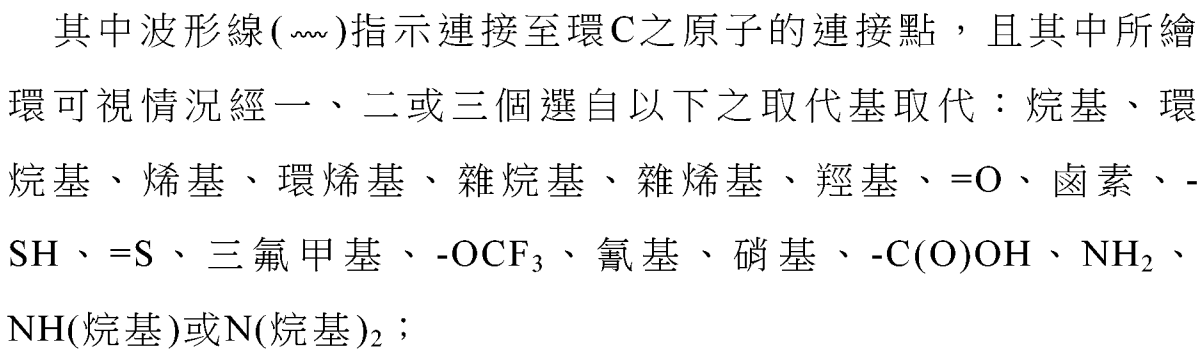 其中波形線(﹏)指示連接至環C之原子的連接點，且其中所繪
環可視情況經一、二或三個選自以下之取代基取代：烷基、環
烷基、烯基、環烯基、雜烷基、雜烯基、羥基、=O、鹵素、-
SH、=S、三氟甲基、-OCF₃、氰基、硝基、-C(O)OH、NH₂、
NH(烷基)或N(烷基)₂；